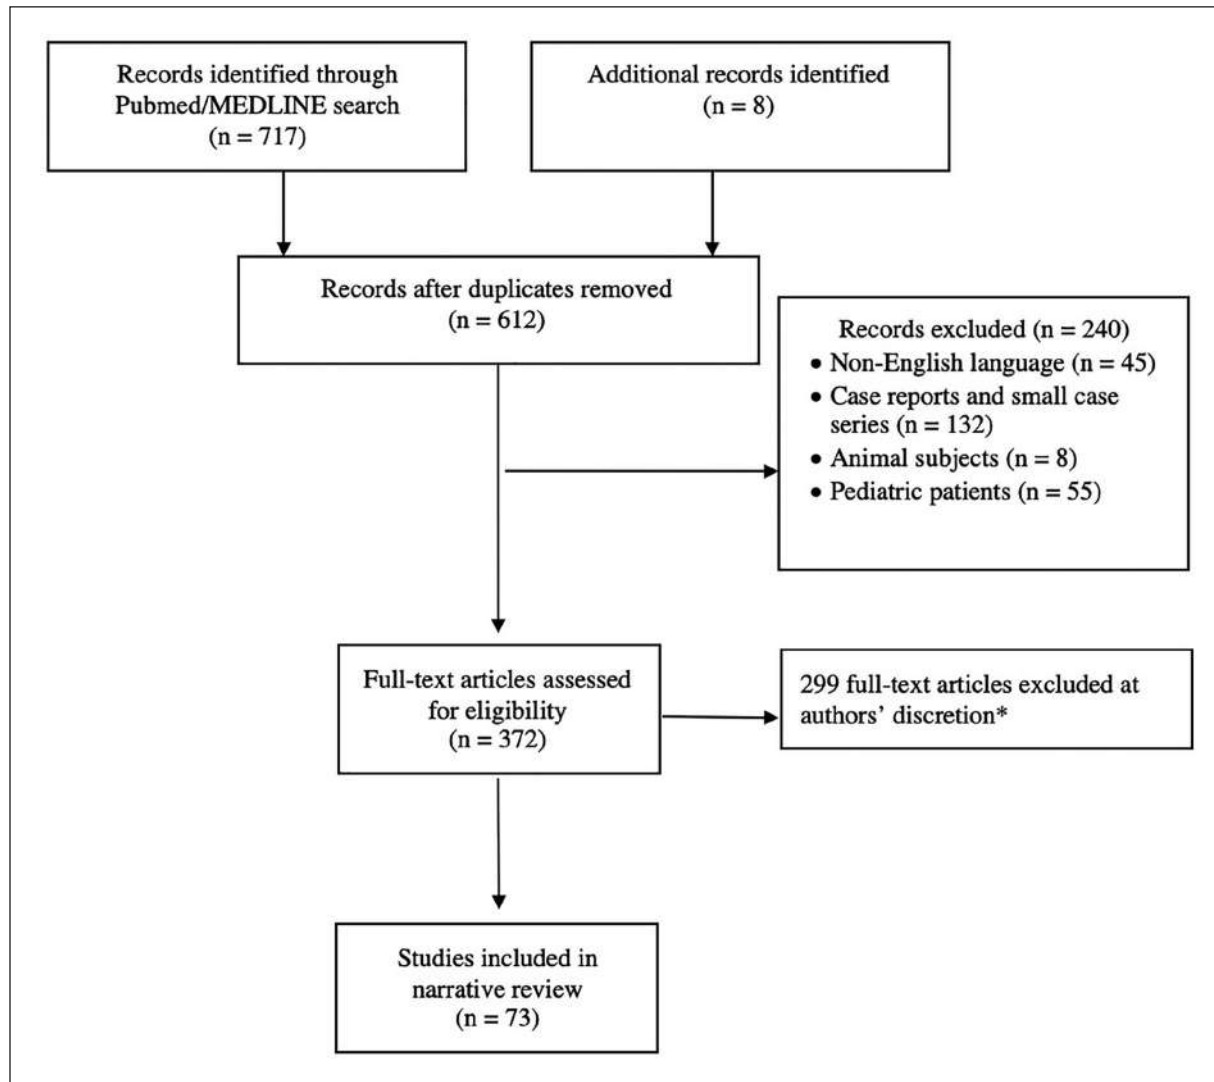 Records identified through
Pubmed/MEDLINE search
(n = 717)
Additional records identified
(n = 8)
Records after duplicates removed
(n = 612)
Records excluded (n = 240)
• Non-English language (n = 45)
• Case reports and small case
series (n = 132)
• Animal subjects (n = 8)
• Pediatric patients (n = 55)
Full-text articles assessed
for eligibility
(n = 372)
299 full-text articles excluded at
authors’ discretion*
Studies included in
narrative review
(n = 73)